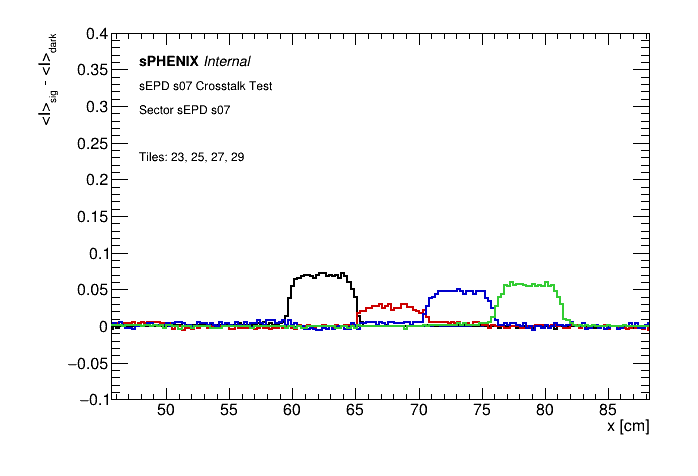 <I>sig - <I>dark
0.4
0.35
0.3
0.25
0.2
0.15
0.1
0.05
0
−0.05
−0.1
sPHENIX Internal
sEPD s07 Crosstalk Test
Sector sEPD s07
Tiles: 23, 25, 27, 29
50 55 60 65 70 75 80 85
x [cm]